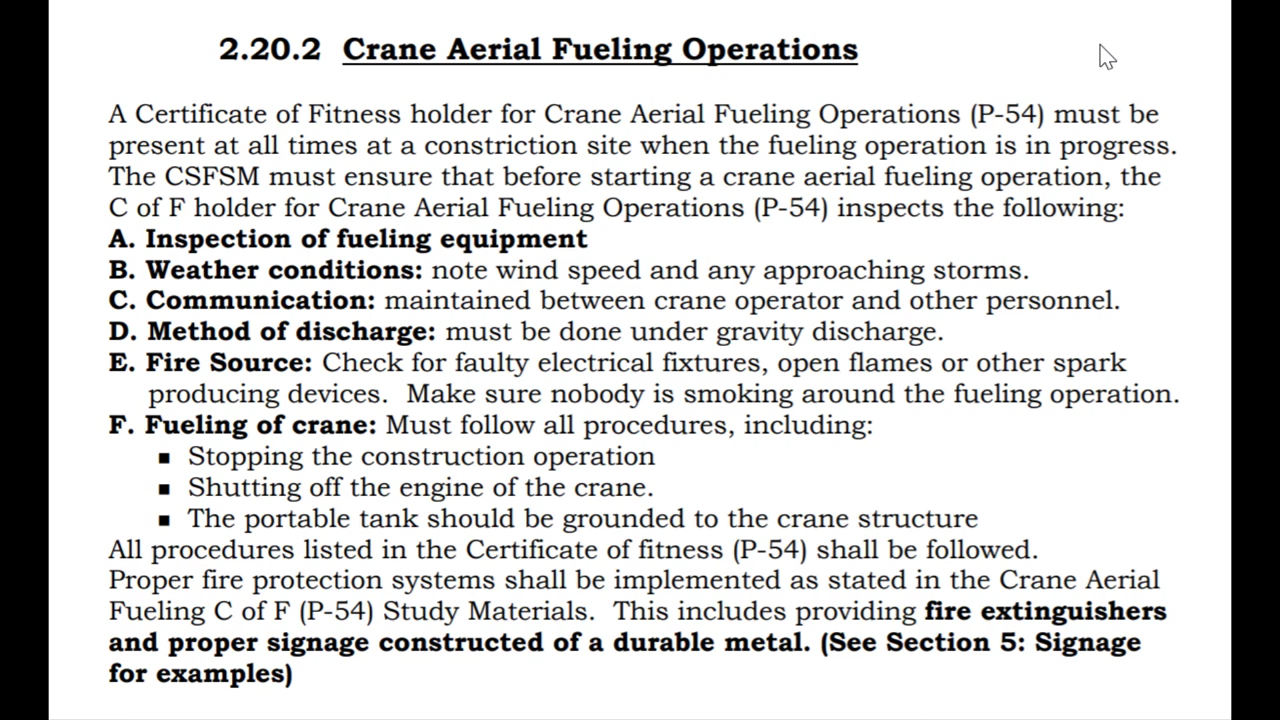 2.20.2 Crane Aerial Fueling Operations
A Certificate of Fitness holder for Crane Aerial Fueling Operations (P-54) must be
present at all times at a constriction site when the fueling operation is in progress.
The CSFSM must ensure that before starting a crane aerial fueling operation, the
C of F holder for Crane Aerial Fueling Operations (P-54) inspects the following:
A. Inspection of fueling equipment
B. Weather conditions: note wind speed and any approaching storms.
C. Communication: maintained between crane operator and other personnel.
D. Method of discharge: must be done under gravity discharge.
E. Fire Source: Check for faulty electrical fixtures, open flames or other spark
producing devices. Make sure nobody is smoking around the fueling operation.
F. Fueling of crane: Must follow all procedures, including:
▪ Stopping the construction operation
▪ Shutting off the engine of the crane.
▪ The portable tank should be grounded to the crane structure
All procedures listed in the Certificate of fitness (P-54) shall be followed.
Proper fire protection systems shall be implemented as stated in the Crane Aerial
Fueling C of F (P-54) Study Materials. This includes providing fire extinguishers
and proper signage constructed of a durable metal. (See Section 5: Signage
for examples)